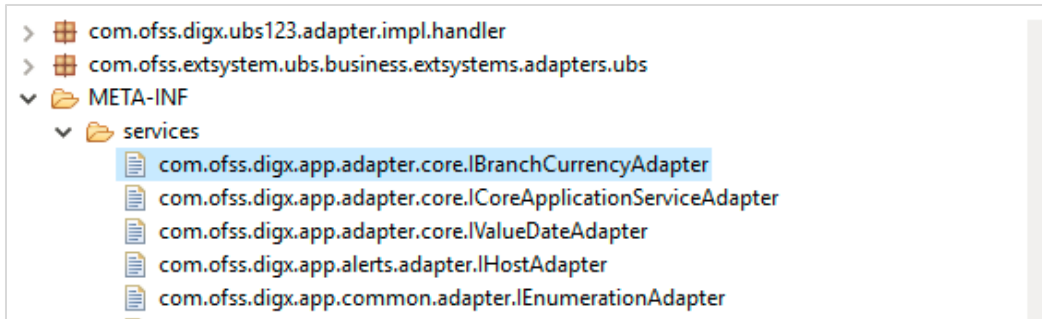 com.ofss.digx.ubs123.adapter.impl.handler
com.ofss.extsystem.ubs.business.extsystems.adapters.ubs
META-INF
services
com.ofss.digx.app.adapter.core.IBranchCurrencyAdapter
com.ofss.digx.app.adapter.core.ICoreApplicationServiceAdapter
com.ofss.digx.app.adapter.core.IValueDateAdapter
com.ofss.digx.app.alerts.adapter.IHostAdapter
com.ofss.digx.app.common.adapter.IEnumerationAdapter